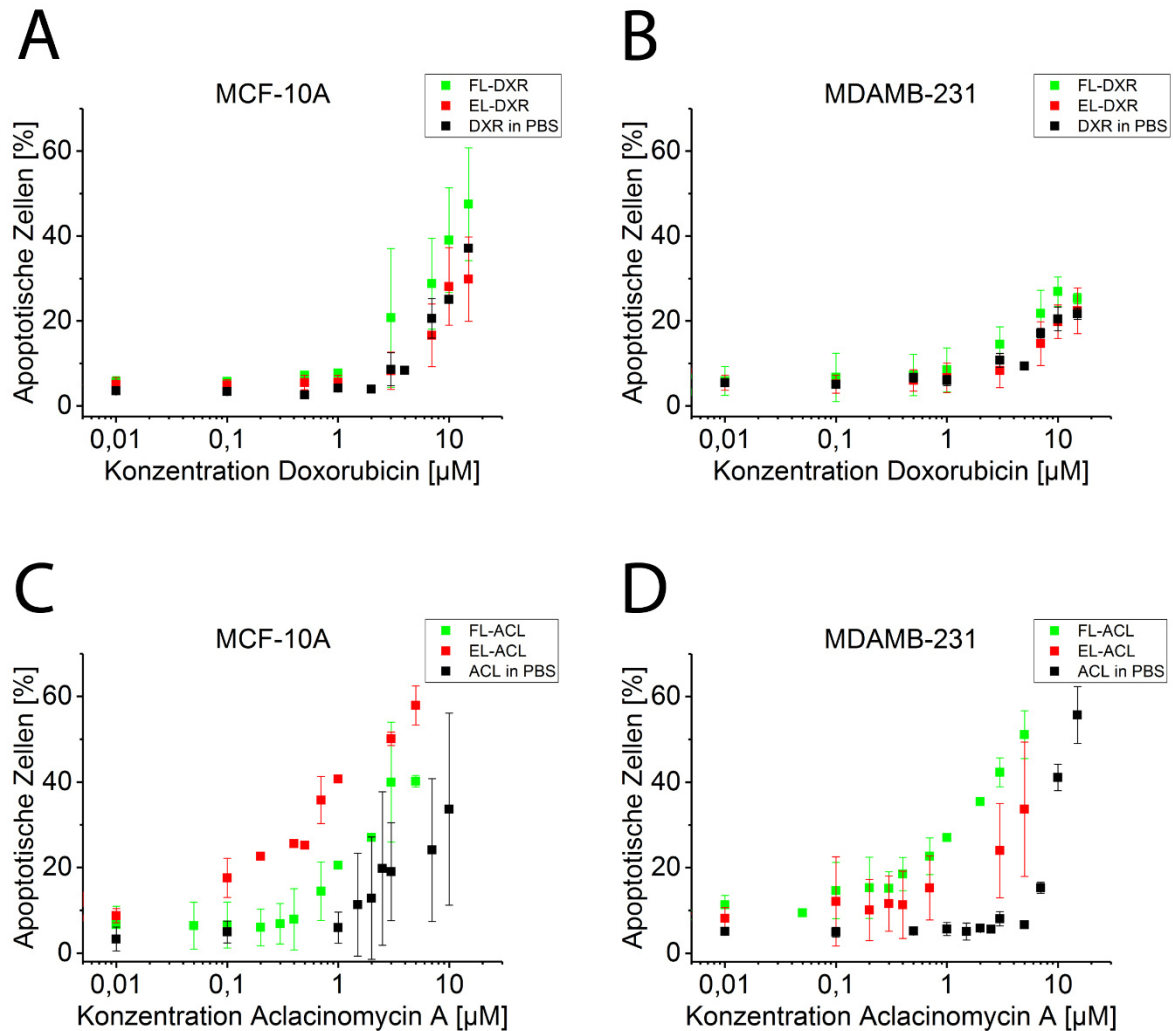 A
MCF-10A
FL-DXR
EL-DXR
DXR in PBS
Apoptotische Zellen [%]
60
40
20
0
0,01 0,1 1 10
Konzentration Doxorubicin [µM]
B
MDAMB-231
FL-DXR
EL-DXR
DXR in PBS
Apoptotische Zellen [%]
60
40
20
0
0,01 0,1 1 10
Konzentration Doxorubicin [µM]
C
MCF-10A
FL-ACL
EL-ACL
ACL in PBS
Apoptotische Zellen [%]
60
40
20
0
0,01 0,1 1 10
Konzentration Aclacinomycin A [µM]
D
MDAMB-231
FL-ACL
EL-ACL
ACL in PBS
Apoptotische Zellen [%]
60
40
20
0
0,01 0,1 1 10
Konzentration Aclacinomycin A [µM]